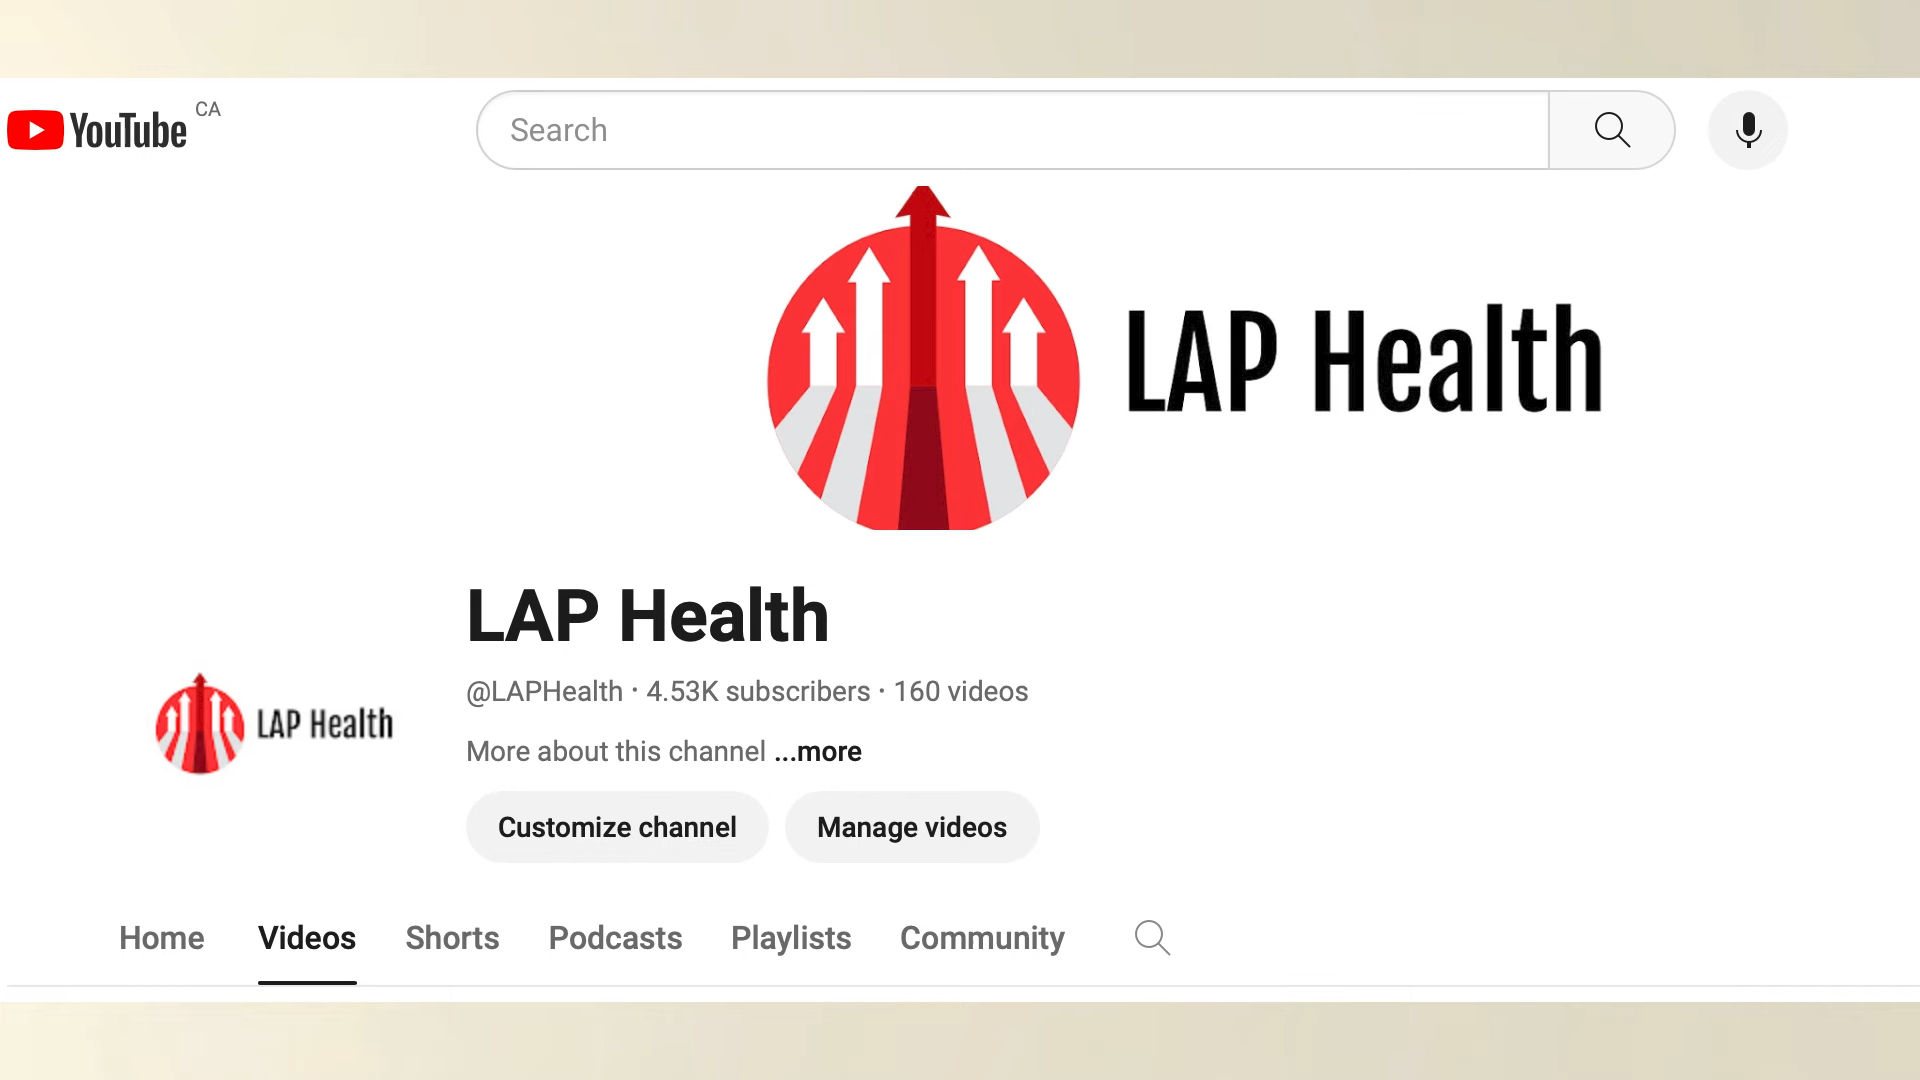 YouTube CA
Search
LAP Health
LAP Health
@LAPHealth · 4.53K subscribers · 160 videos
LAP Health
More about this channel ...more
Customize channel Manage videos
Home Videos Shorts Podcasts Playlists Community